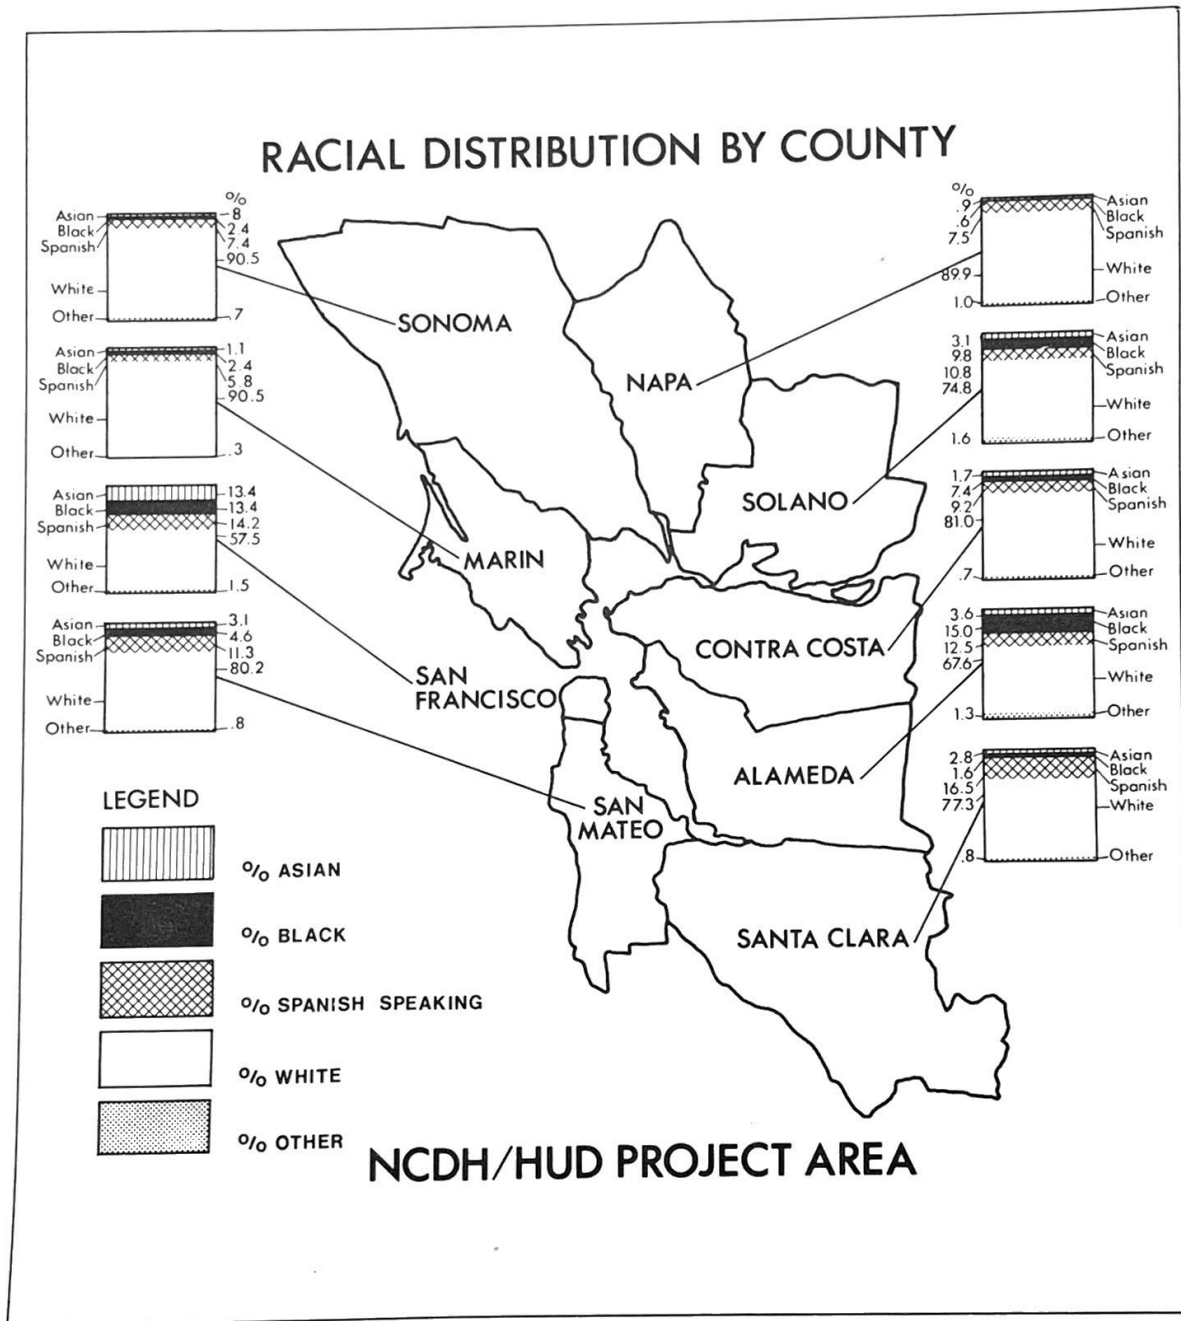 RACIAL DISTRIBUTION BY COUNTY
%
Asian 8
Black 2.4
Spanish 7.4
90.5
White
Other .7
Asian 1.1
Black 2.4
Spanish 5.8
90.5
White
Other .3
Asian 13.4
Black 13.4
Spanish 14.2
57.5
White
Other 1.5
Asian 3.1
Black 4.6
Spanish 11.3
80.2
White
Other .8
%
.9 Asian
.6 Black
7.5 Spanish
89.9 White
1.0 Other
3.1 Asian
9.8 Black
10.8 Spanish
74.8
White
1.6 Other
1.7 Asian
7.4 Black
9.2 Spanish
81.0
White
.7 Other
3.6 Asian
15.0 Black
12.5 Spanish
67.6
White
1.3 Other
2.8 Asian
1.6 Black
16.5 Spanish
77.3 White
.8 Other
SONOMA
NAPA
SOLANO
MARIN
CONTRA COSTA
SAN
FRANCISCO
ALAMEDA
SAN
MATEO
SANTA CLARA
LEGEND
% ASIAN
% BLACK
% SPANISH SPEAKING
% WHITE
% OTHER
NCDH/HUD PROJECT AREA